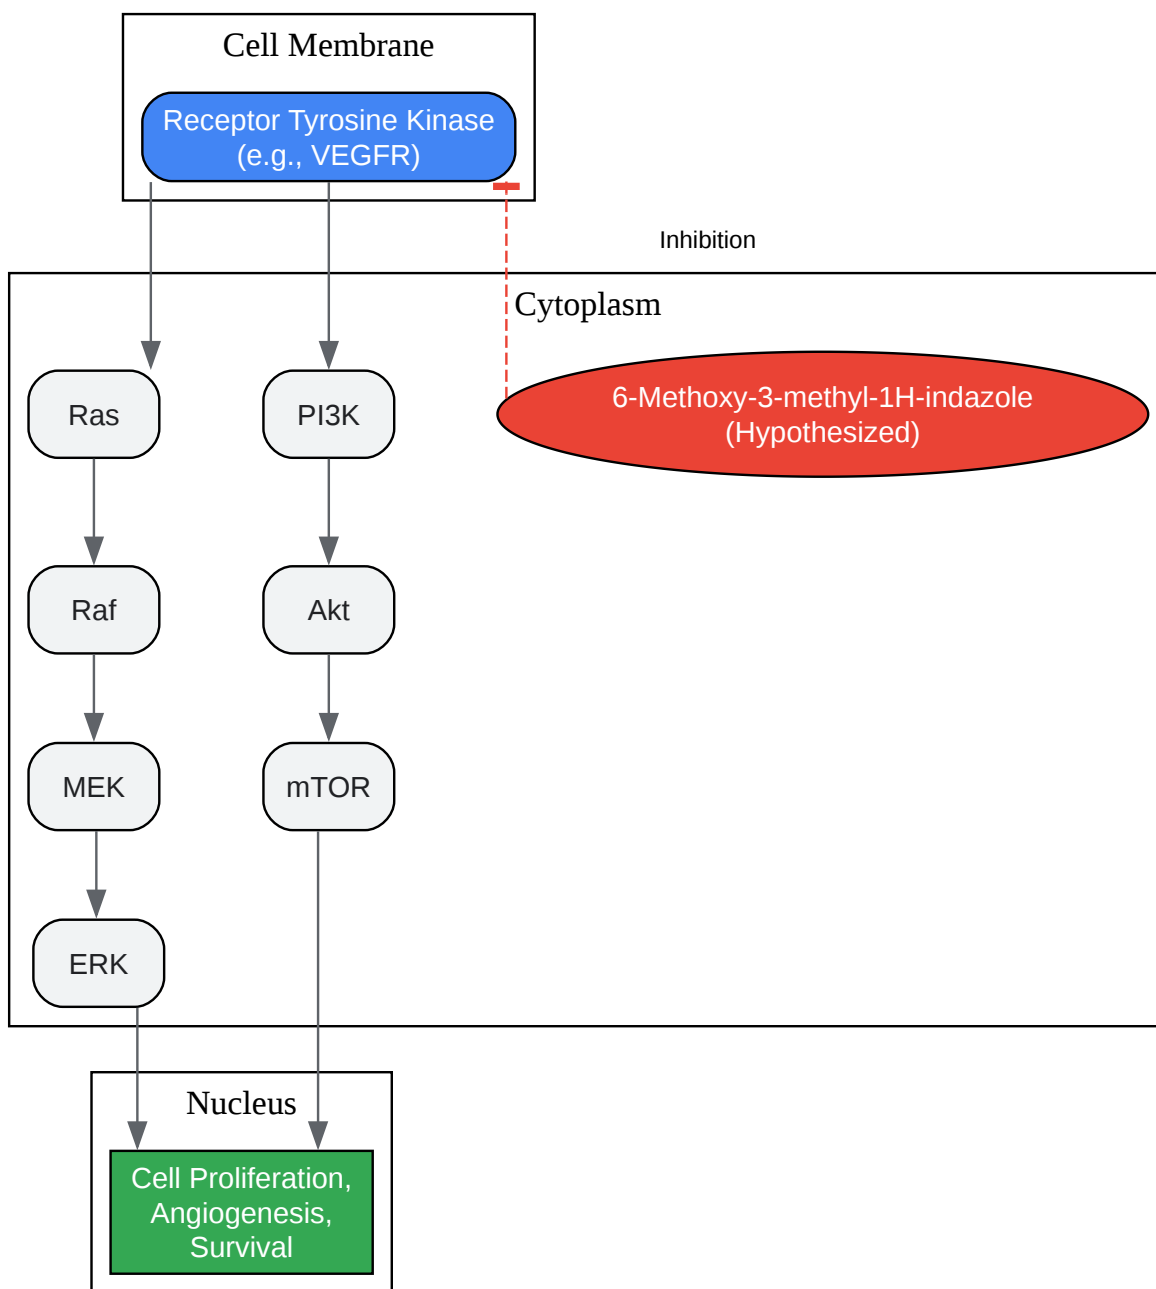 Cell Membrane
Receptor Tyrosine Kinase
(e.g., VEGFR)
Inhibition
Cytoplasm
6-Methoxy-3-methyl-1H-indazole
(Hypothesized)
Ras
PI3K
Raf
Akt
MEK
mTOR
ERK
Nucleus
Cell Proliferation,
Angiogenesis,
Survival